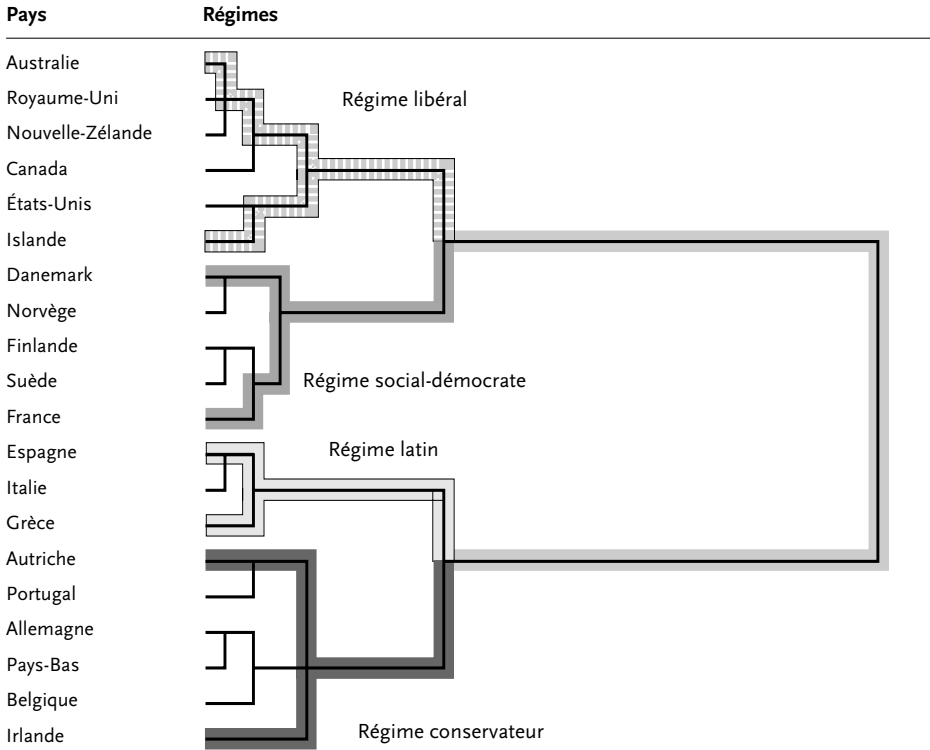 Pays Régimes
Australie
Royaume-Uni Régime libéral
Nouvelle-Zélande
Canada
États-Unis
Islande
Danemark
Norvège
Finlande
Suède Régime social-démocrate
France
Espagne Régime latin
Italie
Grèce
Autriche
Portugal
Allemagne
Pays-Bas
Belgique
Irlande Régime conservateur